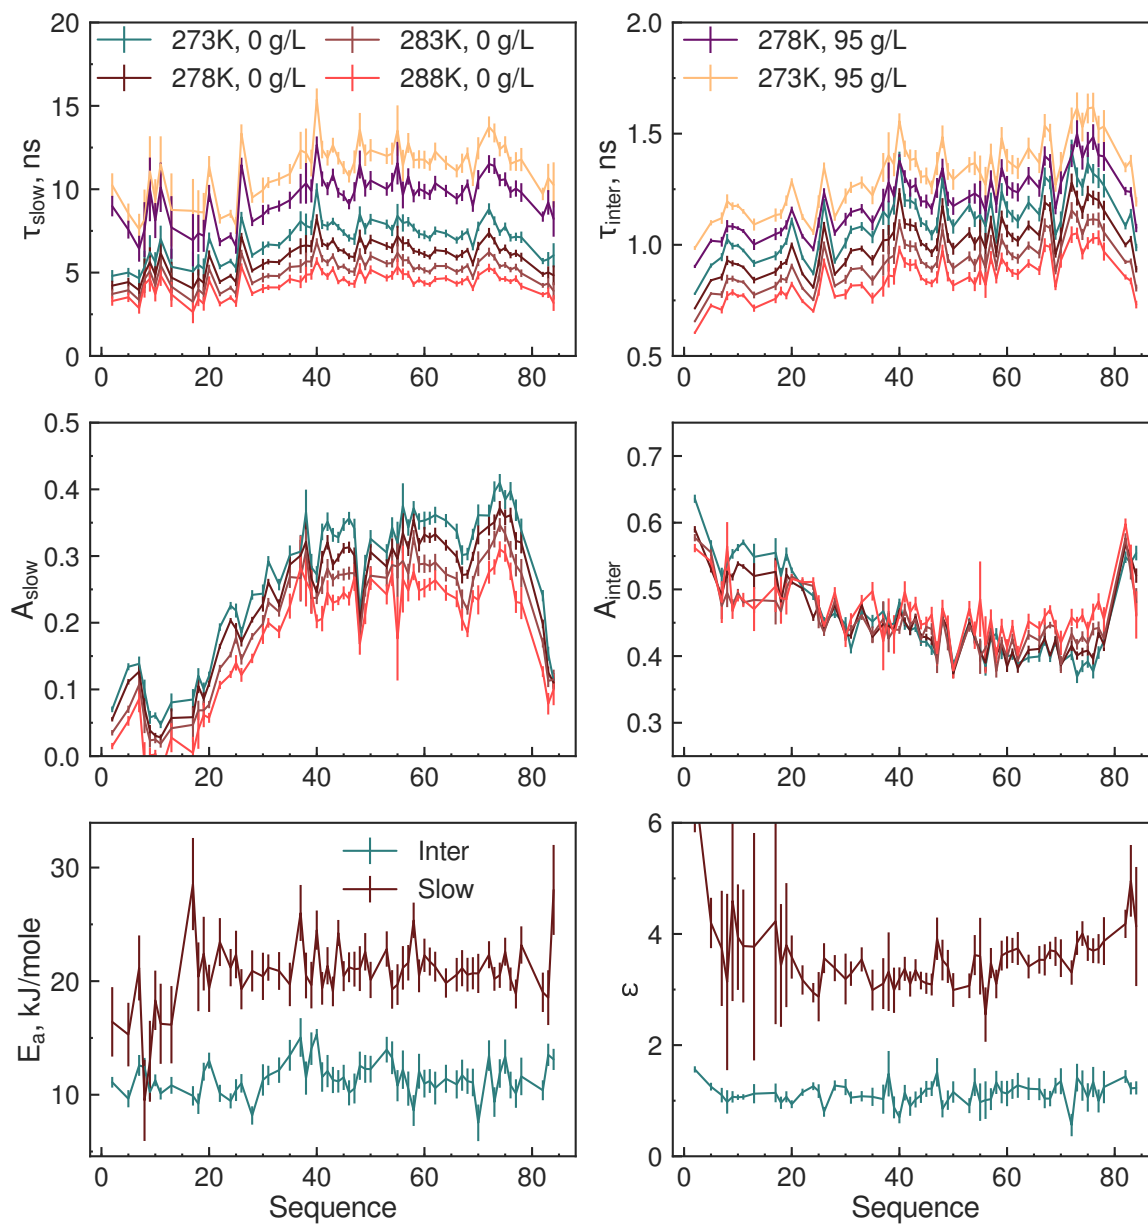 20
15
10
5
0
τslow, ns
273K, 0 g/L
283K, 0 g/L
278K, 0 g/L
288K, 0 g/L
0 20 40 60 80
2.0
1.5
1.0
0.5
τinter, ns
278K, 95 g/L
273K, 95 g/L
0 20 40 60 80
0.5
0.4
0.3
0.2
0.1
0.0
Aslow
0 20 40 60 80
0.7
0.6
0.5
0.4
0.3
Ainter
0 20 40 60 80
30
20
10
Ea, kJ/mole
Inter
Slow
0 20 40 60 80
Sequence
6
4
2
0
ε
0 20 40 60 80
Sequence